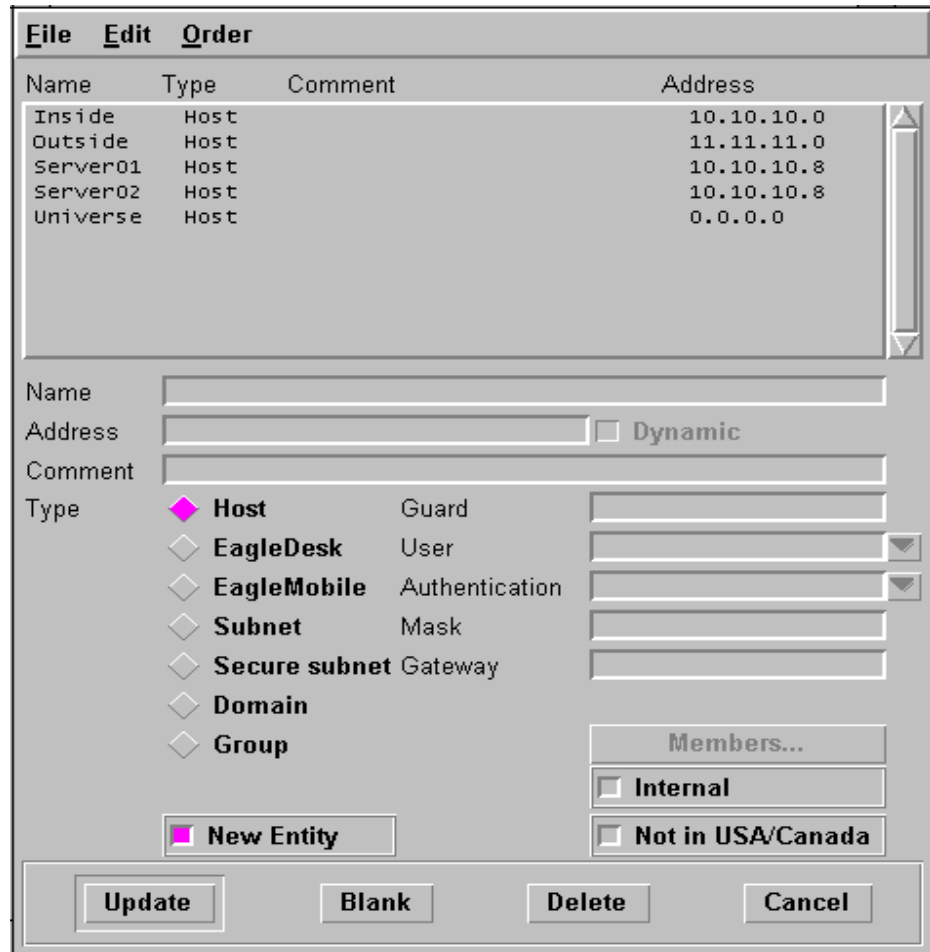 File Edit Order
Name Type Comment Address
Inside Host 10.10.10.0
Outside Host 11.11.11.0
Server01 Host 10.10.10.8
Server02 Host 10.10.10.8
Universe Host 0.0.0.0
Name
Address Dynamic
Comment
Type Host Guard
EagleDesk User
EagleMobile Authentication
Subnet Mask
Secure subnet Gateway
Domain
Group Members...
Internal
New Entity Not in USA/Canada
Update Blank Delete Cancel